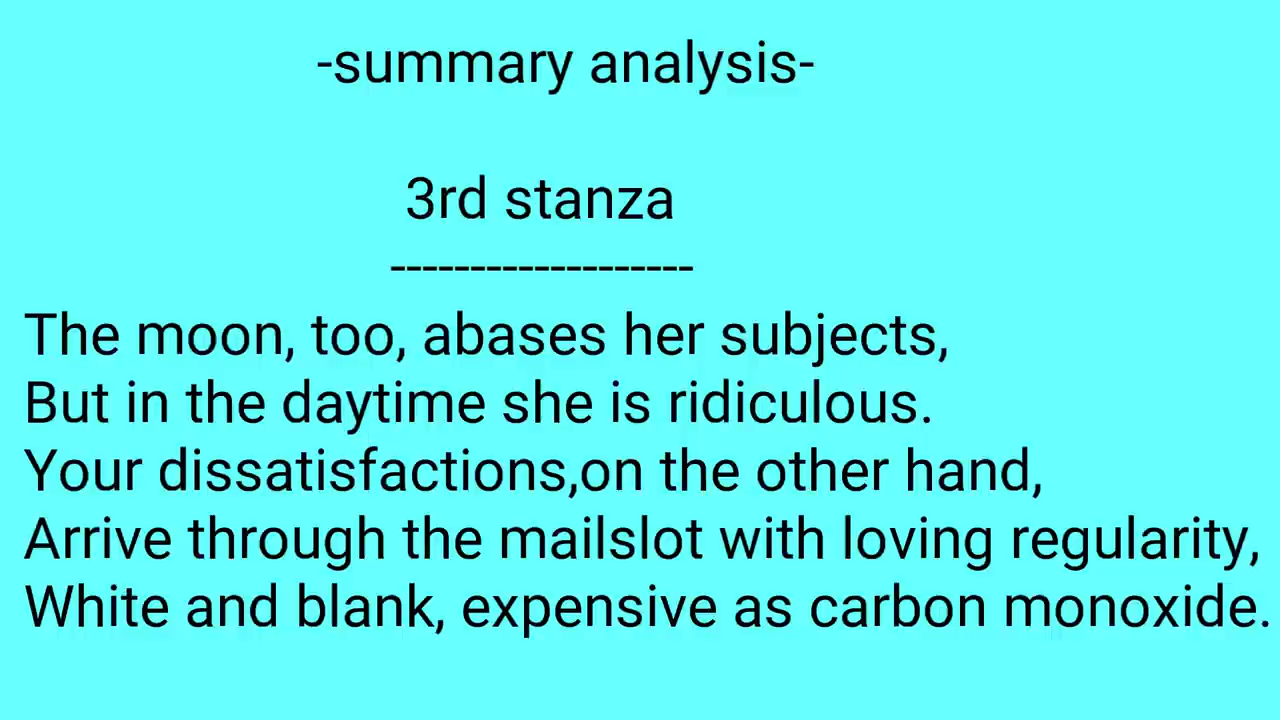 -summary analysis-
3rd stanza
-------------------
The moon, too, abases her subjects,
But in the daytime she is ridiculous.
Your dissatisfactions,on the other hand,
Arrive through the mailslot with loving regularity,
White and blank, expensive as carbon monoxide.